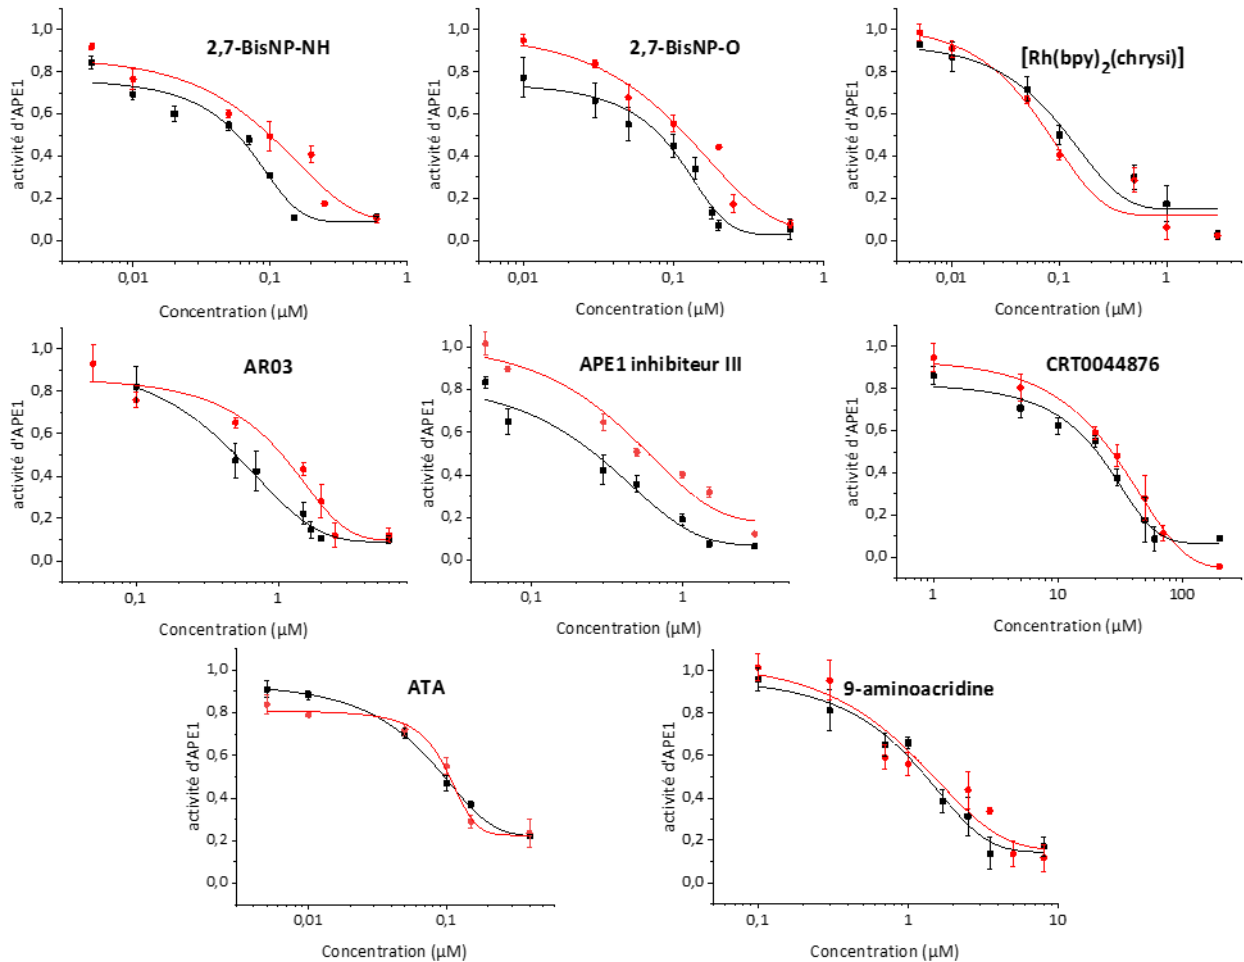 2,7-BisNP-NH
activité d'APE1
1,0
0,8
0,6
0,4
0,2
0,0
0,01
0,1
1
Concentration (µM)
2,7-BisNP-O
activité d'APE1
1,0
0,8
0,6
0,4
0,2
0,0
0,01
0,1
1
Concentration (µM)
[Rh(bpy)2(chrysi)]
activité d'APE1
1,0
0,8
0,6
0,4
0,2
0,0
0,01
0,1
1
Concentration (µM)
AR03
activité d'APE1
1,0
0,8
0,6
0,4
0,2
0,0
0,1
1
Concentration (µM)
APE1 inhibiteur III
activité d'APE1
1,0
0,8
0,6
0,4
0,2
0,0
0,1
1
Concentration (µM)
CRT0044876
activité d'APE1
1,0
0,8
0,6
0,4
0,2
0,0
1
10
100
Concentration (µM)
ATA
activité d'APE1
1,0
0,8
0,6
0,4
0,2
0,0
0,01
0,1
Concentration (µM)
9-aminoacridine
activité d'APE1
1,0
0,8
0,6
0,4
0,2
0,0
0,1
1
10
Concentration (µM)